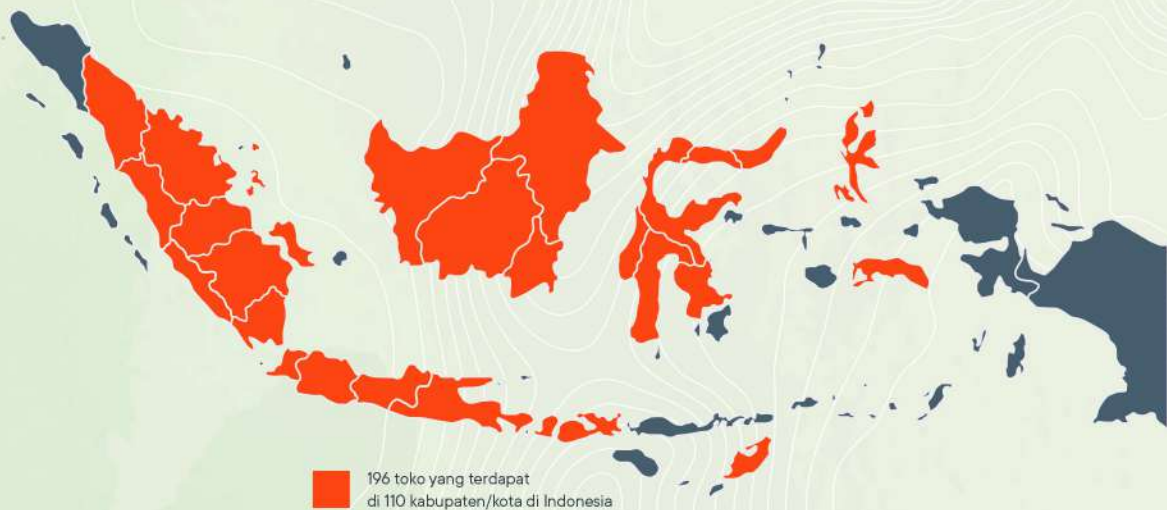 196 toko yang terdapat
di 110 kabupaten/kota di Indonesia